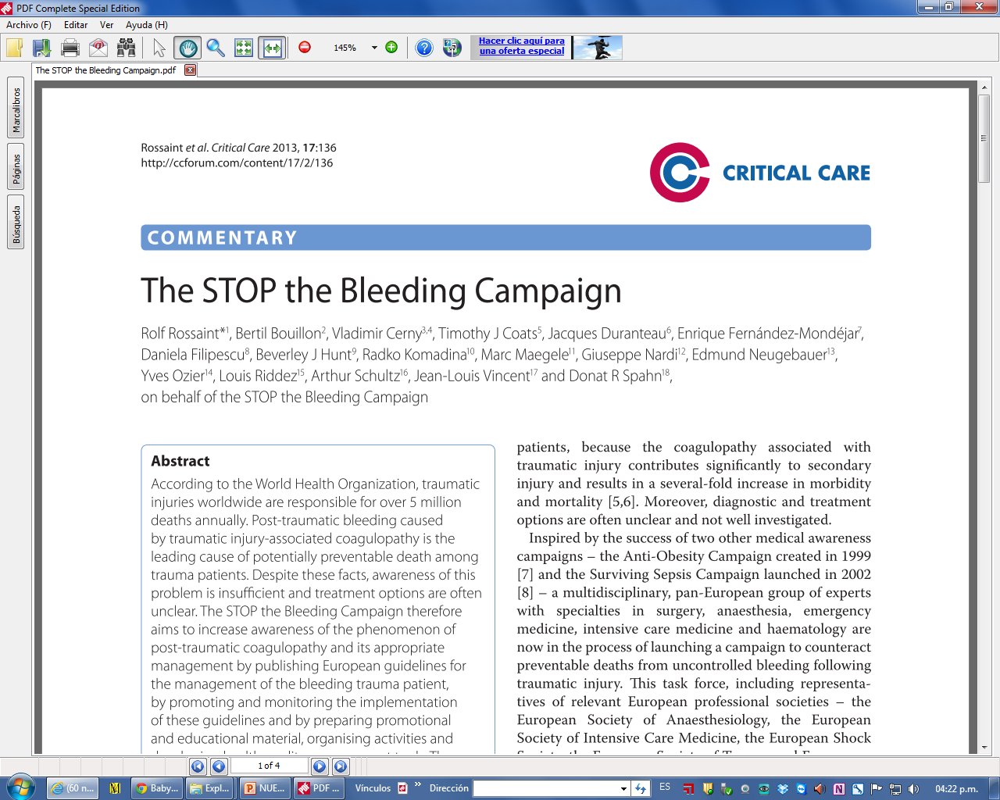 PDF Complete Special Edition
Archivo (F) Editar Ver Ayuda (H)
145%
Hacer clic aquí para
una oferta especial
The STOP the Bleeding Campaign.pdf
Marcalibros
Páginas
Búsqueda
Rossaint et al. Critical Care 2013, 17:136
http://ccforum.com/content/17/2/136
CRITICAL CARE
COMMENTARY
The STOP the Bleeding Campaign
Rolf Rossaint*1, Bertil Bouillon2, Vladimir Cerny3,4, Timothy J Coats5, Jacques Duranteau6, Enrique Fernández-Mondéjar7,
Daniela Filipescu8, Beverley J Hunt9, Radko Komadina10, Marc Maegele11, Giuseppe Nardi12, Edmund Neugebauer13,
Yves Ozier14, Louis Riddez15, Arthur Schultz16, Jean-Louis Vincent17 and Donat R Spahn18,
on behalf of the STOP the Bleeding Campaign
Abstract
According to the World Health Organization, traumatic
injuries worldwide are responsible for over 5 million
deaths annually. Post-traumatic bleeding caused
by traumatic injury-associated coagulopathy is the
leading cause of potentially preventable death among
trauma patients. Despite these facts, awareness of this
problem is insufficient and treatment options are often
unclear. The STOP the Bleeding Campaign therefore
aims to increase awareness of the phenomenon of
post-traumatic coagulopathy and its appropriate
management by publishing European guidelines for
the management of the bleeding trauma patient,
by promoting and monitoring the implementation
of these guidelines and by preparing promotional
and educational material, organising activities and
patients, because the coagulopathy associated with
traumatic injury contributes significantly to secondary
injury and results in a several-fold increase in morbidity
and mortality [5,6]. Moreover, diagnostic and treatment
options are often unclear and not well investigated.
Inspired by the success of two other medical awareness
campaigns – the Anti-Obesity Campaign created in 1999
[7] and the Surviving Sepsis Campaign launched in 2002
[8] – a multidisciplinary, pan-European group of experts
with specialties in surgery, anaesthesia, emergency
medicine, intensive care medicine and haematology are
now in the process of launching a campaign to counteract
preventable deaths from uncontrolled bleeding following
traumatic injury. This task force, including representa-
tives of relevant European professional societies – the
European Society of Anaesthesiology, the European
Society of Intensive Care Medicine, the European Shock
1 of 4
(60 n... Baby... Expl... NUE... PDF ... Vínculos » Dirección ES 04:22 p.m.